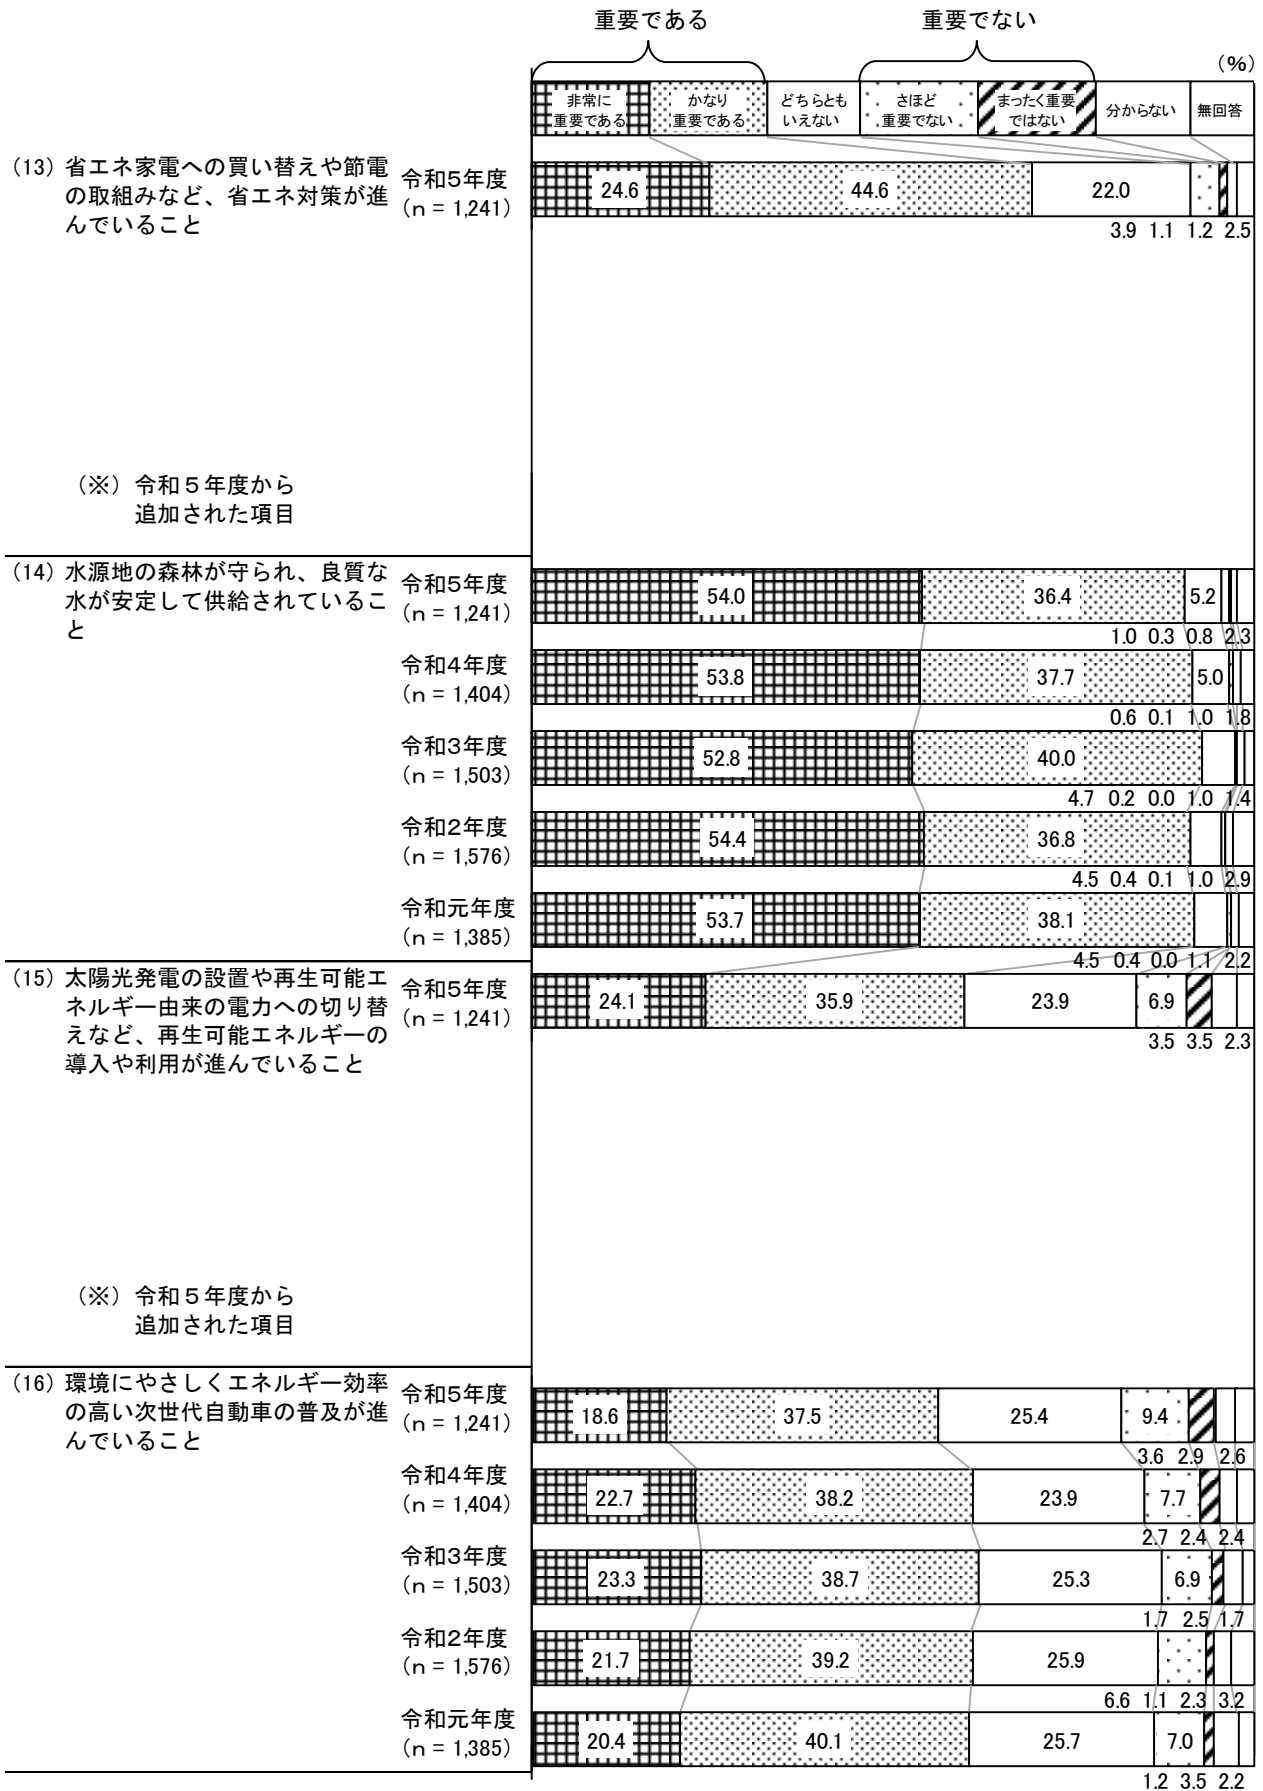 重要である 重要でない
（%）
非常に かなり どちらとも さほど まったく重要 分からない 無回答
重要である 重要である いえない 重要でない ではない
(13) 省エネ家電への買い替えや節電
の取組みなど、省エネ対策が進
んでいること
令和5年度
（n = 1,241）
24.6 44.6 22.0
3.9 1.1 1.2 2.5
（※）令和５年度から
追加された項目
(14) 水源地の森林が守られ、良質な
水が安定して供給されているこ
と
令和5年度
（n = 1,241）
54.0 36.4 5.2
1.0 0.3 0.8 2.3
令和4年度
（n = 1,404）
53.8 37.7 5.0
0.6 0.1 1.0 1.8
令和3年度
（n = 1,503）
52.8 40.0
4.7 0.2 0.0 1.0 1.4
令和2年度
（n = 1,576）
54.4 36.8
4.5 0.4 0.1 1.0 2.9
令和元年度
（n = 1,385）
53.7 38.1
4.5 0.4 0.0 1.1 2.2
(15) 太陽光発電の設置や再生可能エ
ネルギー由来の電力への切り替
えなど、再生可能エネルギーの
導入や利用が進んでいること
令和5年度
（n = 1,241）
24.1 35.9 23.9 6.9
3.5 3.5 2.3
（※）令和５年度から
追加された項目
(16) 環境にやさしくエネルギー効率
の高い次世代自動車の普及が進
んでいること
令和5年度
（n = 1,241）
18.6 37.5 25.4 9.4
3.6 2.9 2.6
令和4年度
（n = 1,404）
22.7 38.2 23.9 7.7
2.7 2.4 2.4
令和3年度
（n = 1,503）
23.3 38.7 25.3 6.9
1.7 2.5 1.7
令和2年度
（n = 1,576）
21.7 39.2 25.9
6.6 1.1 2.3 3.2
令和元年度
（n = 1,385）
20.4 40.1 25.7 7.0
1.2 3.5 2.2